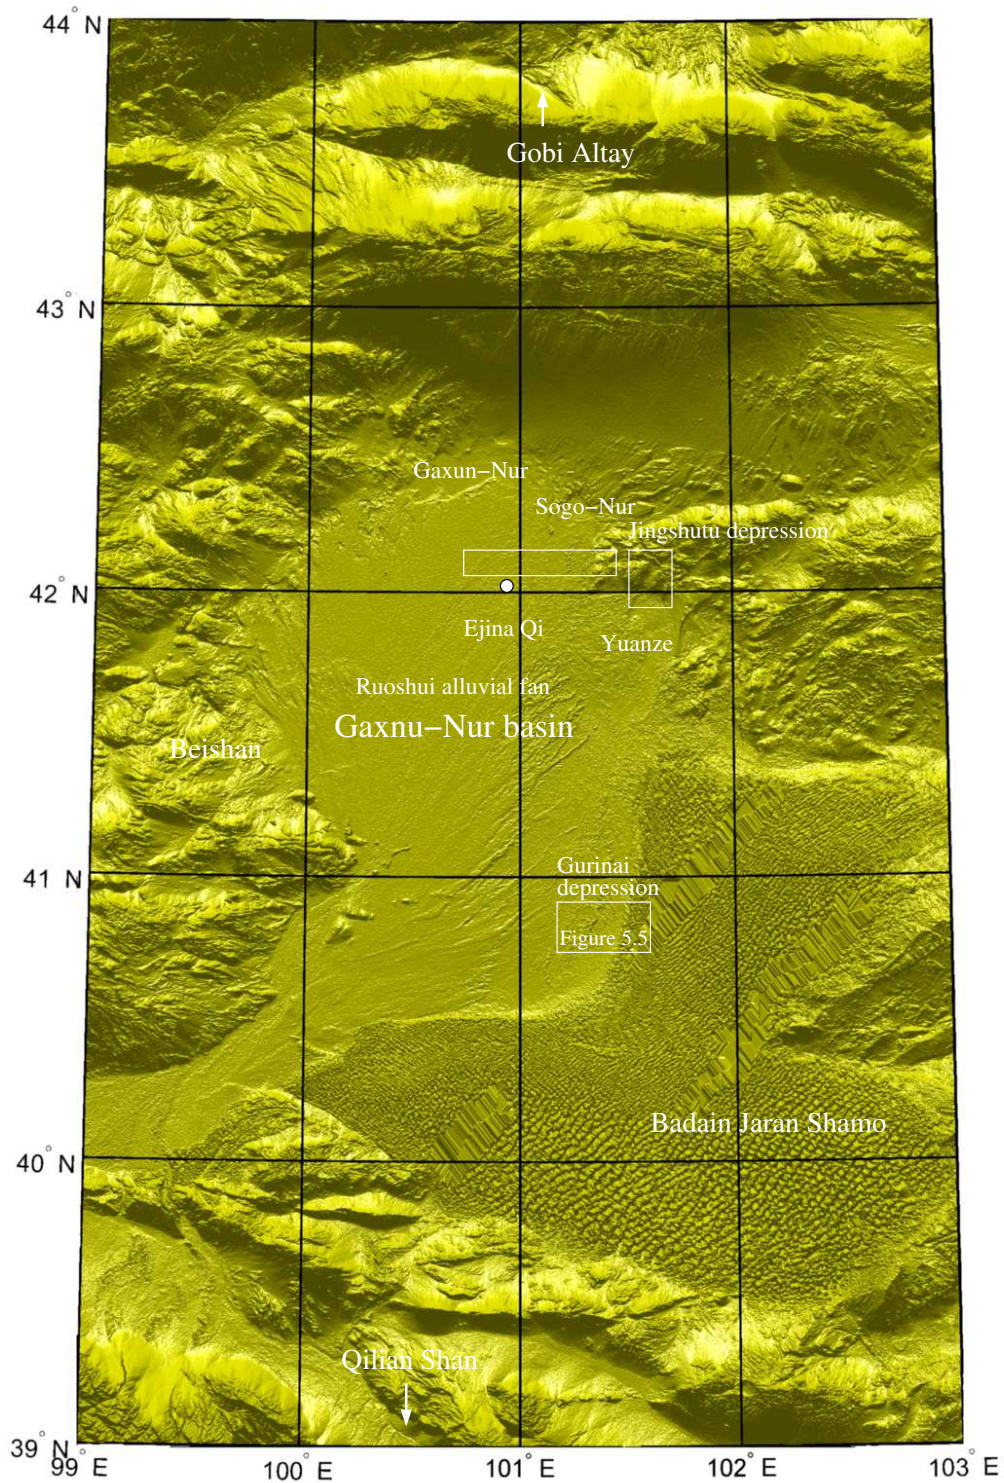 44° N
Gobi Altay
43° N
Gaxun−Nur
Sogo−Nur
Jingshutu depression
42° N
Ejina Qi
Yuanze
Ruoshui alluvial fan
Gaxnu−Nur basin
Beishan
Gurinai
depression
41 N
Figure 5.5
Badain Jaran Shamo
40° N
Qilian Shan
39° N
99° E
100° E
101° E
102° E
103° E